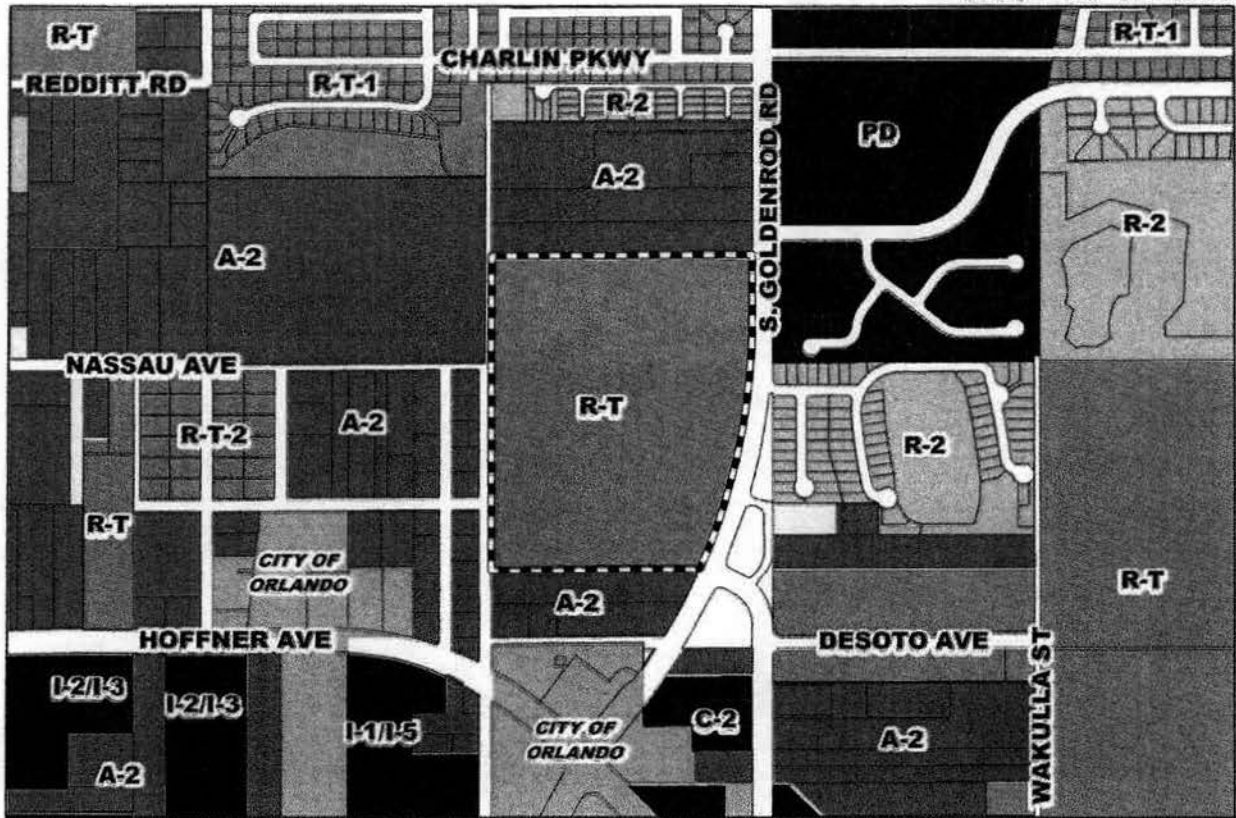 R-T
R-T-1
CHARLIN PKWY
REDDITT RD
R-T-1
R-2
S. GOLDENROD RD
PD
A-2
R-2
A-2
NASSAU AVE
R-T
A-2
R-T-2
R-2
R-T
CITY OF
ORLANDO
R-T
A-2
HOFFNER AVE
DESOTO AVE
WAKULLA ST
I-2/I-3
I-2/I-3
I-1/I-5
CITY OF
ORLANDO
C-2
A-2
A-2